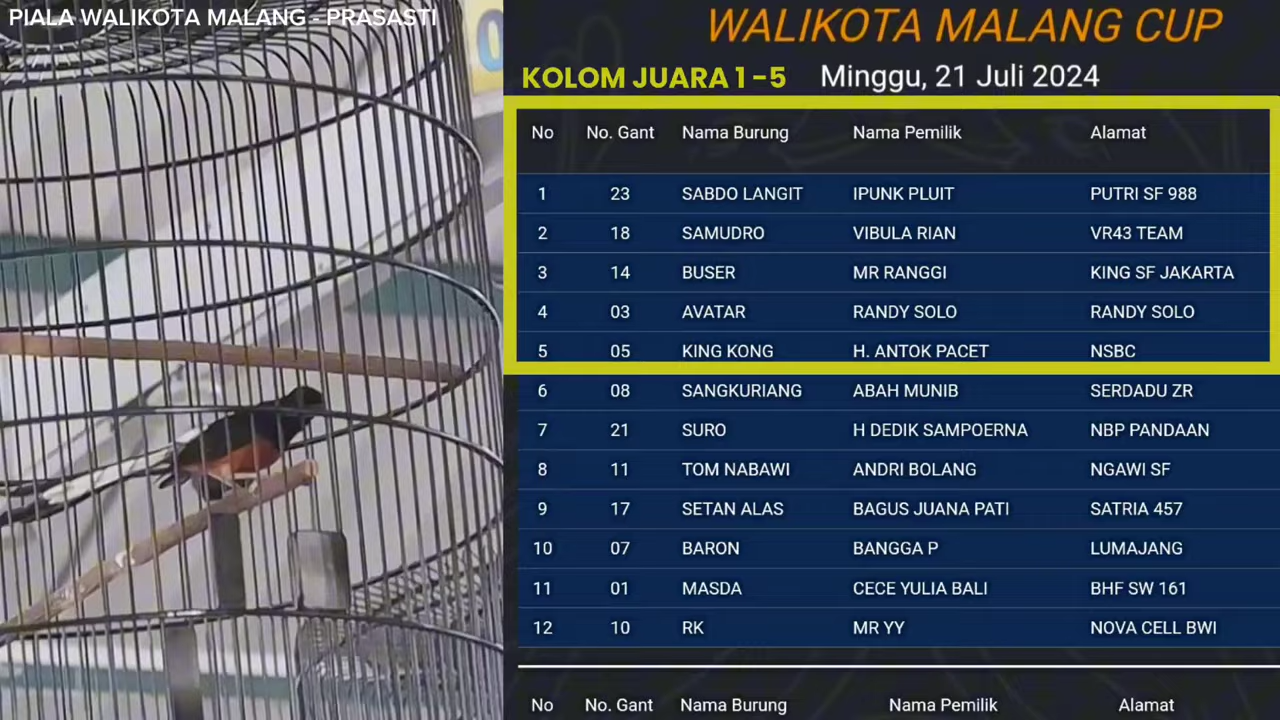 PIALA WALIKOTA MALANG - PRASASTI
WALIKOTA MALANG CUP
KOLOM JUARA 1 -5 Minggu, 21 Juli 2024
No No. Gant Nama Burung Nama Pemilik Alamat
1 23 SABDO LANGIT IPUNK PLUIT PUTRI SF 988
2 18 SAMUDRO VIBULA RIAN VR43 TEAM
3 14 BUSER MR RANGGI KING SF JAKARTA
4 03 AVATAR RANDY SOLO RANDY SOLO
5 05 KING KONG H. ANTOK PACET NSBC
6 08 SANGKURIANG ABAH MUNIB SERDADU ZR
7 21 SURO H DEDIK SAMPOERNA NBP PANDAAN
8 11 TOM NABAWI ANDRI BOLANG NGAWI SF
9 17 SETAN ALAS BAGUS JUANA PATI SATRIA 457
10 07 BARON BANGGA P LUMAJANG
11 01 MASDA CECE YULIA BALI BHF SW 161
12 10 RK MR YY NOVA CELL BWI
No No. Gant Nama Burung Nama Pemilik Alamat